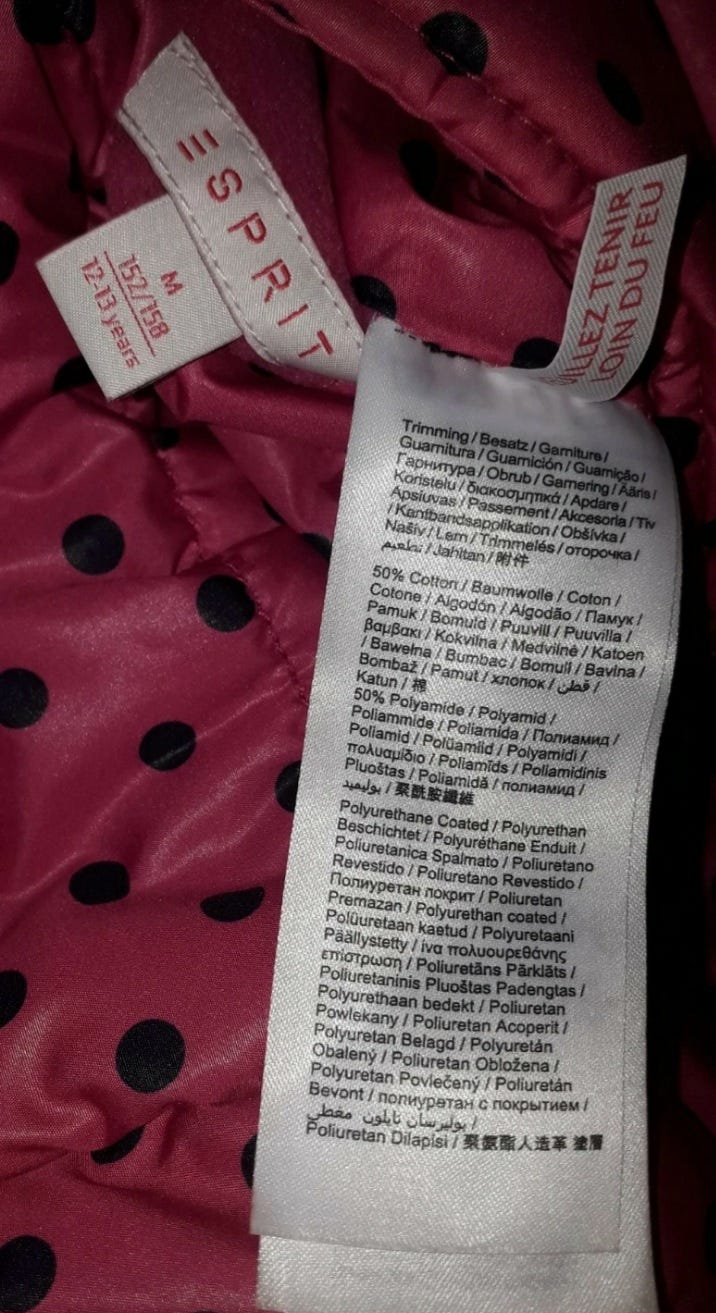 ESPRIT
M
152/158
12-13 years
TENIR
LOIN DU FEU
Trimming / Besatz / Garniture /
Guarnitura / Guarnición / Guarnição /
Гарнитура / Obrub / Garnering / Ääris /
Koristelu / διακοσμητικά / Apdare /
Apsiuvas / Passement / Akcesoria / Tiv
/ Kantbandsapplikation / Obšívka /
Našiv / Lem / Trimmelés / оторочка /
تطعيم / Jahitan / 附件
50% Cotton / Baumwolle / Coton /
Cotone / Algodón / Algodão / Памук /
Pamuk / Bomuld / Puuvill / Puuvilla /
βαμβακι / Kokvilna / Medvilnė / Katoen
/ Bawełna / Bumbac / Bomull / Bavlna /
Bombaž / Pamut / хлопок / قطن /
Katun / 棉
50% Polyamide / Polyamid /
Poliammide / Poliamida / Полиамид /
Poliamid / Polüamiid / Polyamidi /
πολυαμίδιο / Poliamīds / Poliamidinis
Pluoštas / Poliamidă / полиамид /
بوليميد / 聚酰胺纖維
Polyurethane Coated / Polyurethan
Beschichtet / Polyuréthane Enduit /
Poliuretanica Spalmato / Poliuretano
Revestido / Poliuretano Revestido /
Полиуретан покрит / Poliuretan
Premazan / Polyurethan coated /
Polüuretaan kaetud / Polyuretaani
Päällystetty / ίνα πολυουρεθάνης
επίστρωση / Poliuretāns Pārklāts /
Poliuretaninis Pluoštas Padengtas /
Polyurethaan bedekt / Poliuretan
Powlekany / Poliuretan Acoperit /
Polyuretan Belagd / Polyuretán
Obalený / Poliuretan Obložena /
Polyuretan Povlečený / Poliuretán
Bevont / полиуретан с покрытием /
بوليرسان نايلون مغطي /
Poliuretan Dilapisi / 聚氨酯人造革 塗層